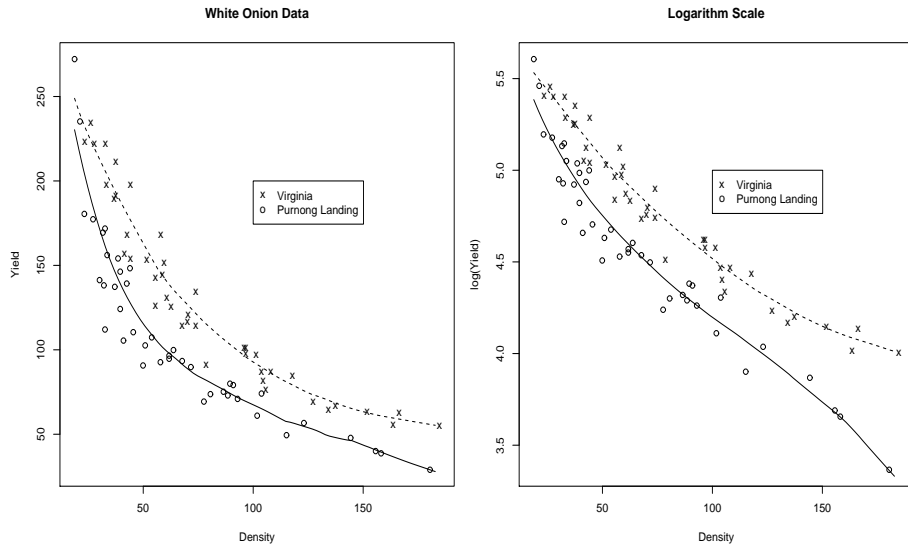 White Onion Data
Yield
250
200
150
100
50
x Virginia
o Purnong Landing
50
100
150
Density
Logarithm Scale
log(Yield)
5.5
5.0
4.5
4.0
3.5
x Virginia
o Purnong Landing
50
100
150
Density